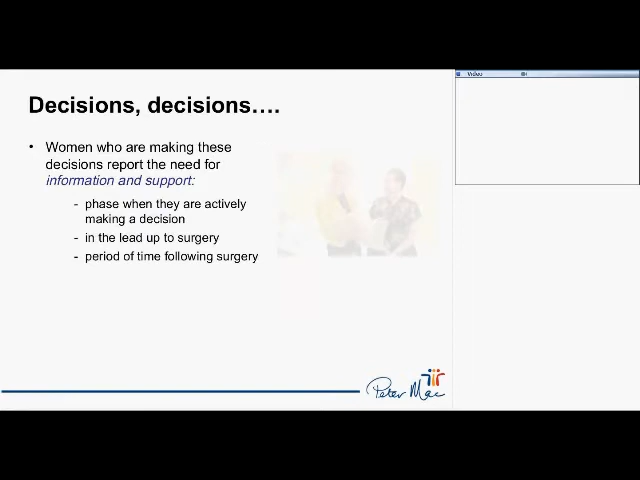 Video
Decisions, decisions….
• Women who are making these
decisions report the need for
information and support:
- phase when they are actively
making a decision
- in the lead up to surgery
- period of time following surgery
Peter Mac